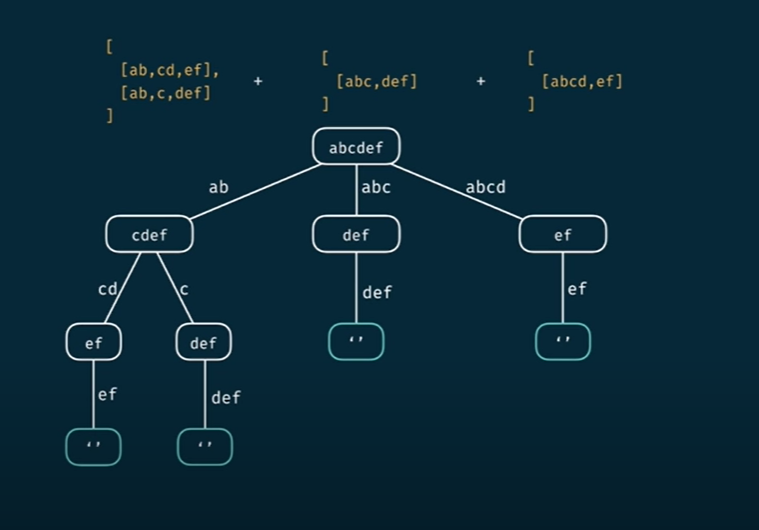 [
[ab,cd,ef],
[ab,c,def]
]
+
[
[abc,def]
]
+
[
[abcd,ef]
]
abcdef
ab
abc
abcd
cdef
def
ef
cd
c
def
ef
ef
def
‘’
‘’
ef
def
‘’
‘’